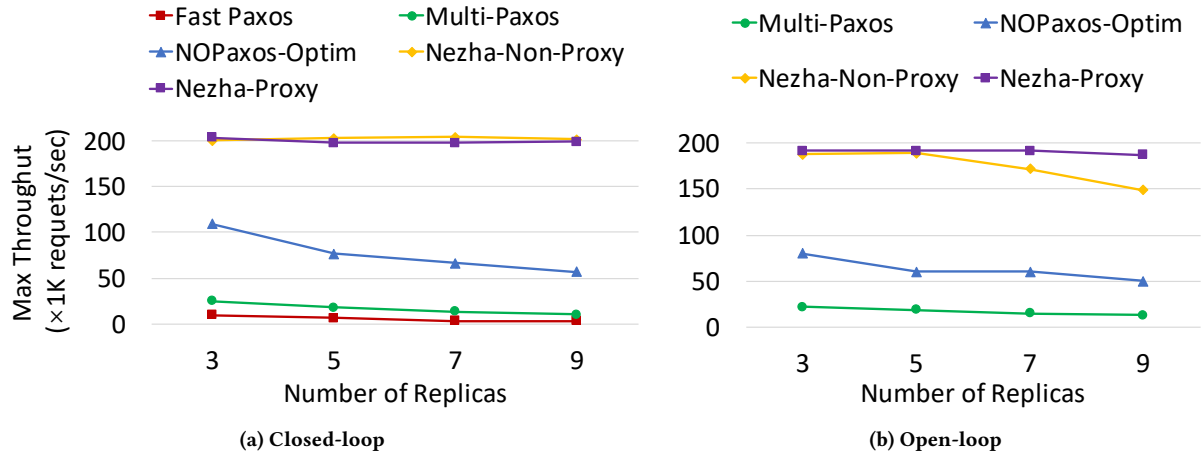 Fast Paxos
Multi-Paxos
NOPaxos-Optim
Nezha-Non-Proxy
Nezha-Proxy
Max Throughut
(×1K requets/sec)
200
150
100
50
0
3 5 7 9
Number of Replicas
(a) Closed-loop
Multi-Paxos
NOPaxos-Optim
Nezha-Non-Proxy
Nezha-Proxy
200
150
100
50
0
3 5 7 9
Number of Replicas
(b) Open-loop